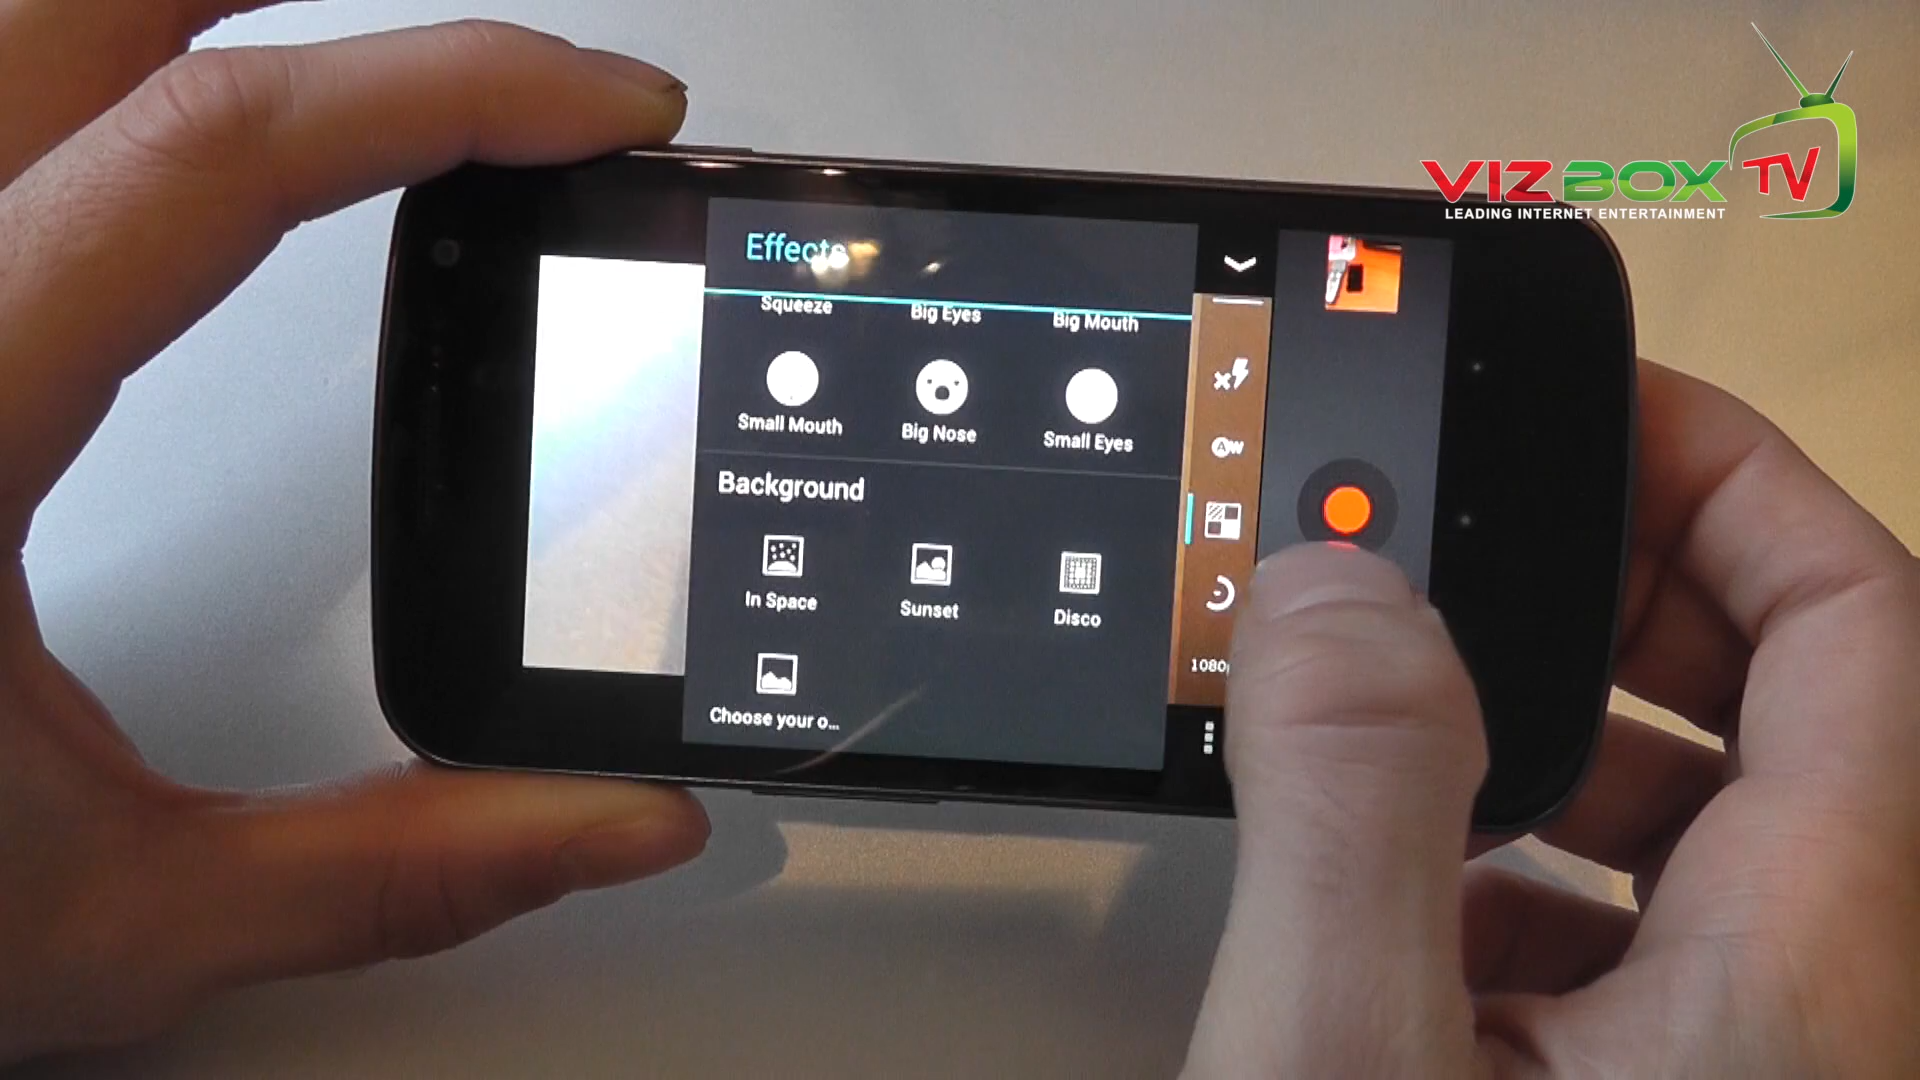 VIZBOX TV
LEADING INTERNET ENTERTAINMENT
Effects
Squeeze
Big Eyes
Big Mouth
Small Mouth
Big Nose
Small Eyes
Background
In Space
Sunset
Disco
Choose your o...
AW